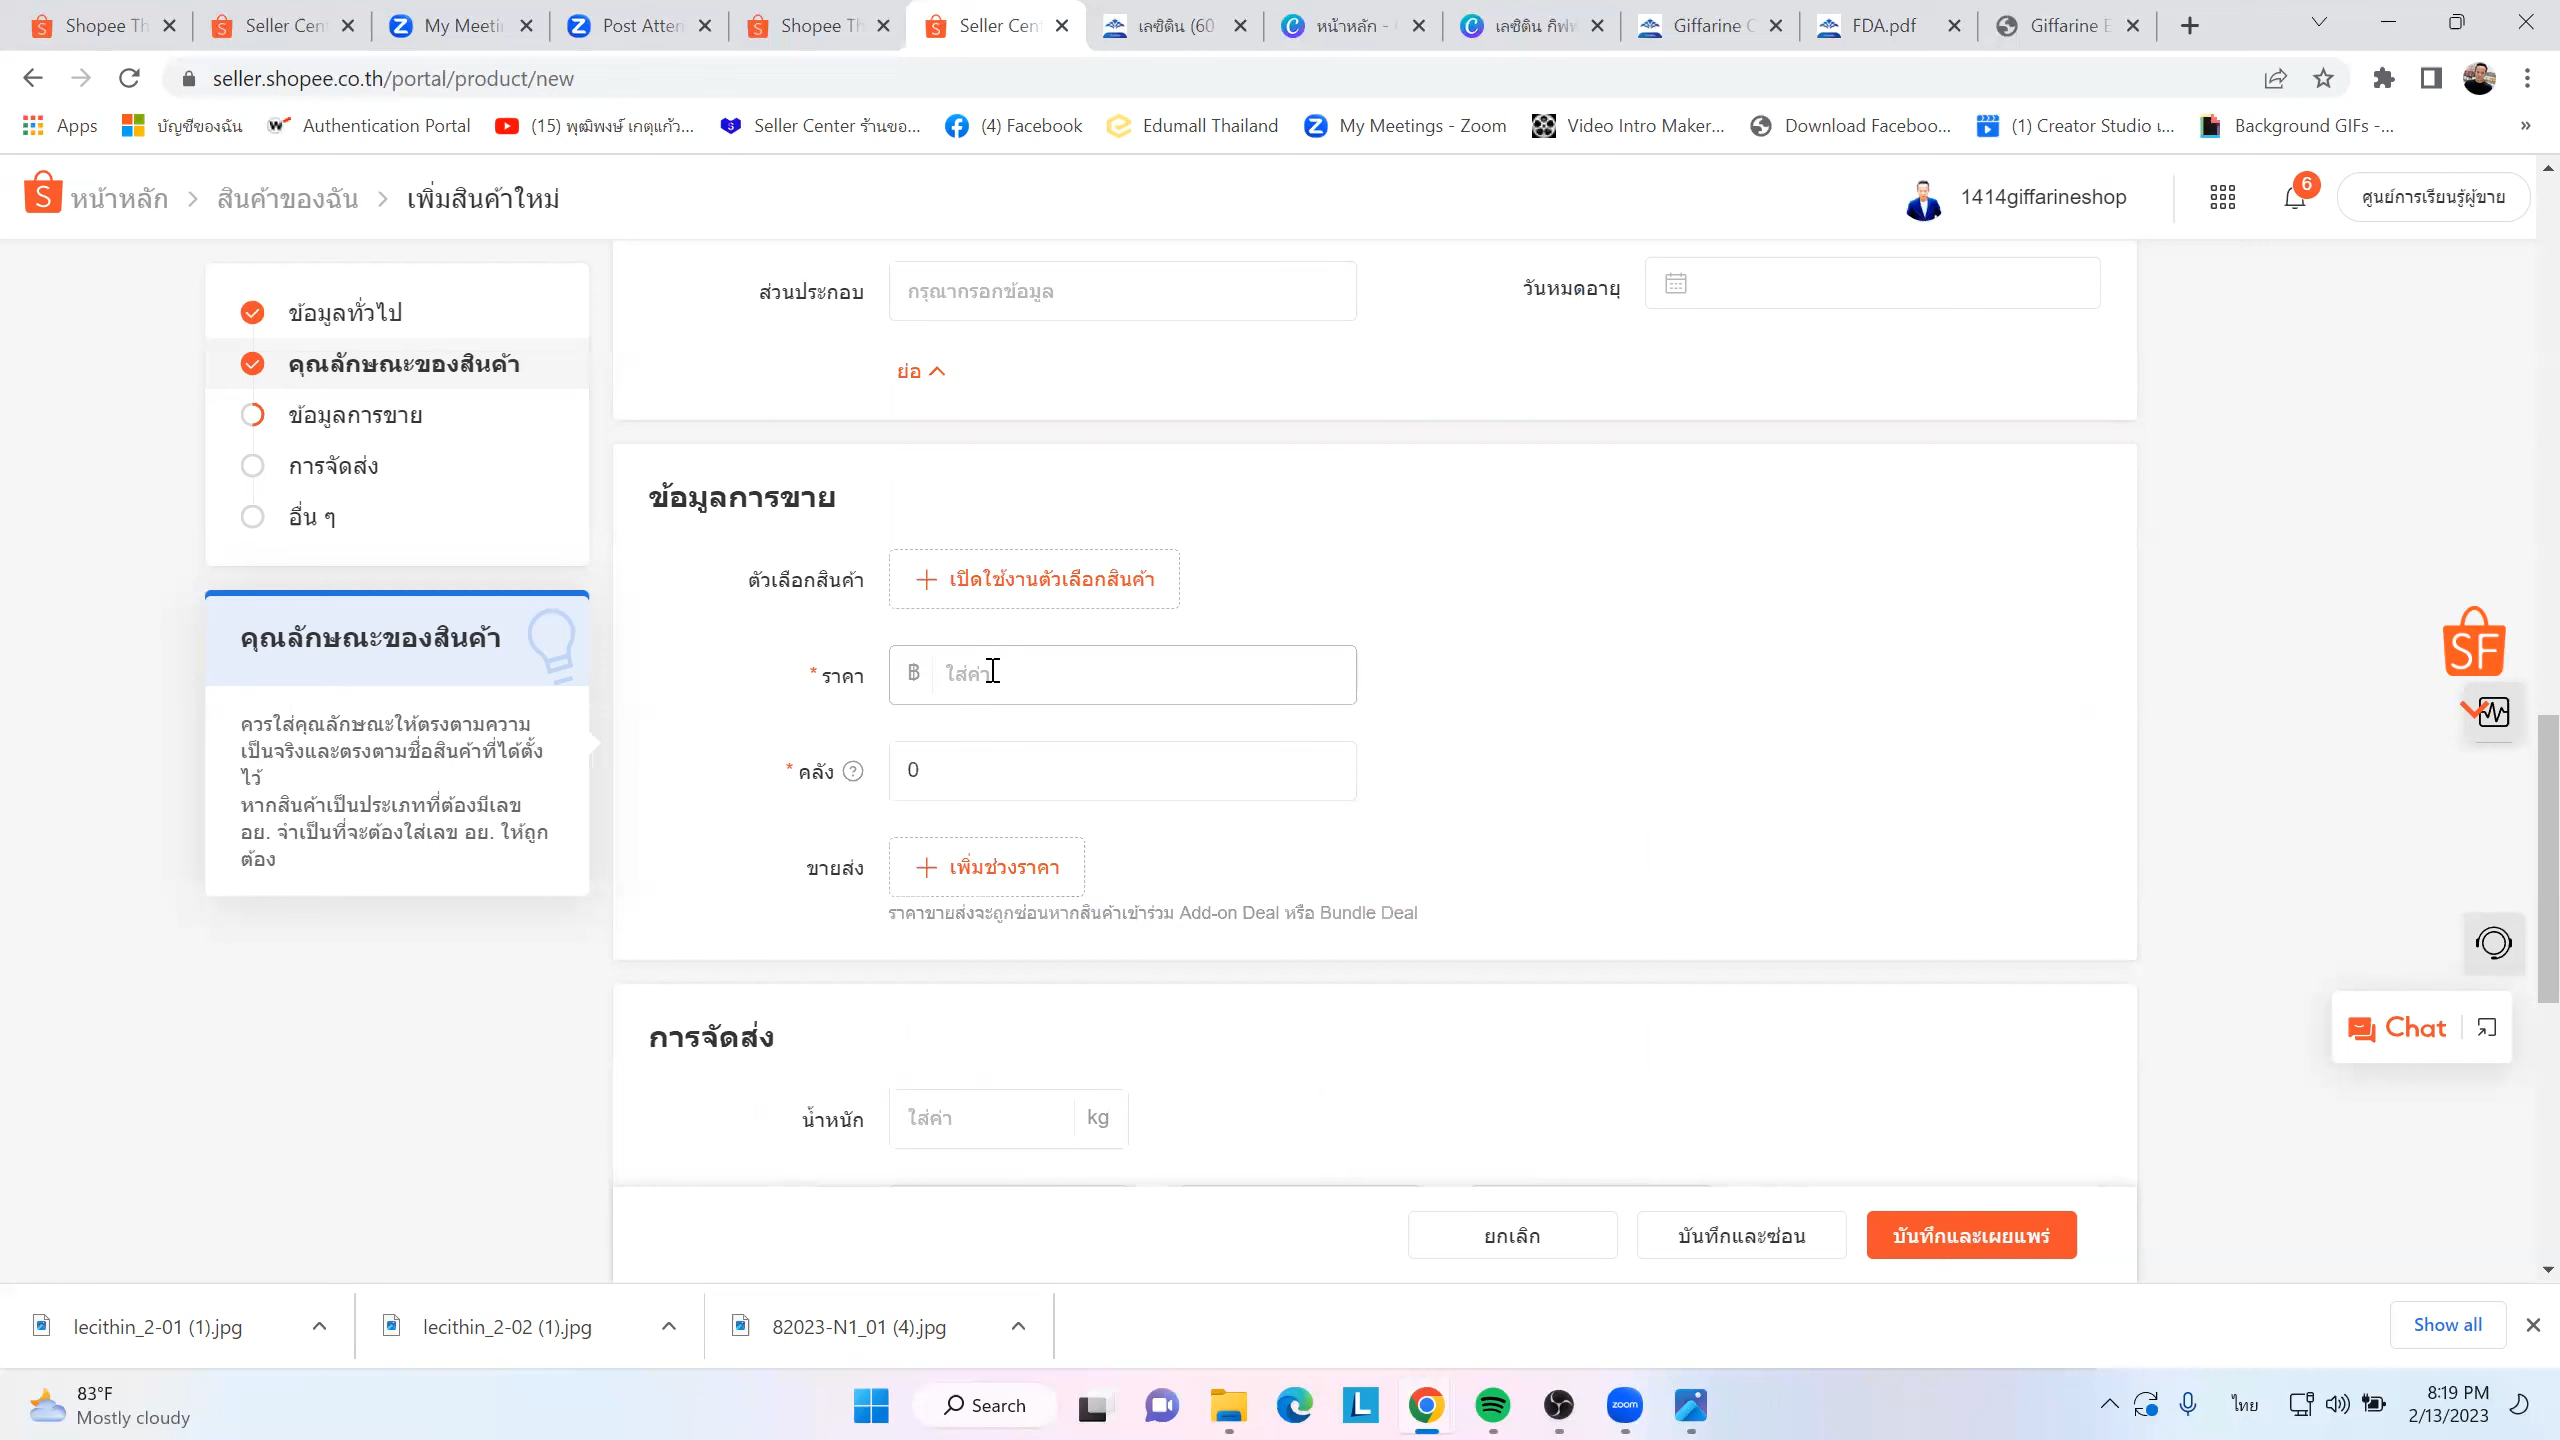 Shopee Th
Seller Cen
My Meeti
Post Atten
Shopee Th
Seller Cen
เลซิติน (60
หน้าหลัก -
เลซิติน กิฟฟ
Giffarine C
FDA.pdf
Giffarine E
seller.shopee.co.th/portal/product/new
Apps
บัญชีของฉัน
Authentication Portal
(15) พุฒิพงษ์ เกตุแก้ว...
Seller Center ร้านขอ...
(4) Facebook
Edumall Thailand
My Meetings - Zoom
Video Intro Maker...
Download Faceboo...
(1) Creator Studio เ...
Background GIFs -...
หน้าหลัก > สินค้าของฉัน > เพิ่มสินค้าใหม่
1414giffarineshop
6
ศูนย์การเรียนรู้ผู้ขาย
ข้อมูลทั่วไป
คุณลักษณะของสินค้า
ข้อมูลการขาย
การจัดส่ง
อื่น ๆ
คุณลักษณะของสินค้า
ควรใส่คุณลักษณะให้ตรงตามความ
เป็นจริงและตรงตามชื่อสินค้าที่ได้ตั้ง
ไว้
หากสินค้าเป็นประเภทที่ต้องมีเลข
อย. จำเป็นที่จะต้องใส่เลข อย. ให้ถูก
ต้อง
ส่วนประกอบ
กรุณากรอกข้อมูล
วันหมดอายุ
ย่อ
ข้อมูลการขาย
ตัวเลือกสินค้า
เปิดใช้งานตัวเลือกสินค้า
* ราคา
฿ ใส่ค่า
* คลัง
0
ขายส่ง
เพิ่มช่วงราคา
ราคาขายส่งจะถูกซ่อนหากสินค้าเข้าร่วม Add-on Deal หรือ Bundle Deal
การจัดส่ง
น้ำหนัก
ใส่ค่า
kg
ยกเลิก
บันทึกและซ่อน
บันทึกและเผยแพร่
SF
Chat
lecithin_2-01 (1).jpg
lecithin_2-02 (1).jpg
82023-N1_01 (4).jpg
Show all
83°F
Mostly cloudy
Search
L
zoom
ไทย
8:19 PM
2/13/2023